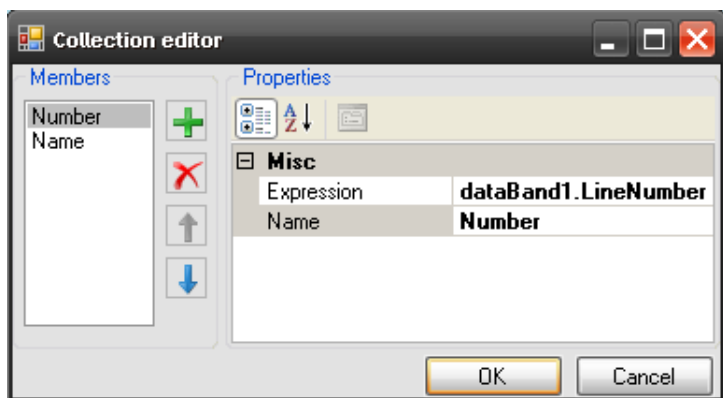 Collection editor
Members
Properties
Number
Name
A
Z
Misc
Expression dataBand1.LineNumber
Name Number
OK Cancel